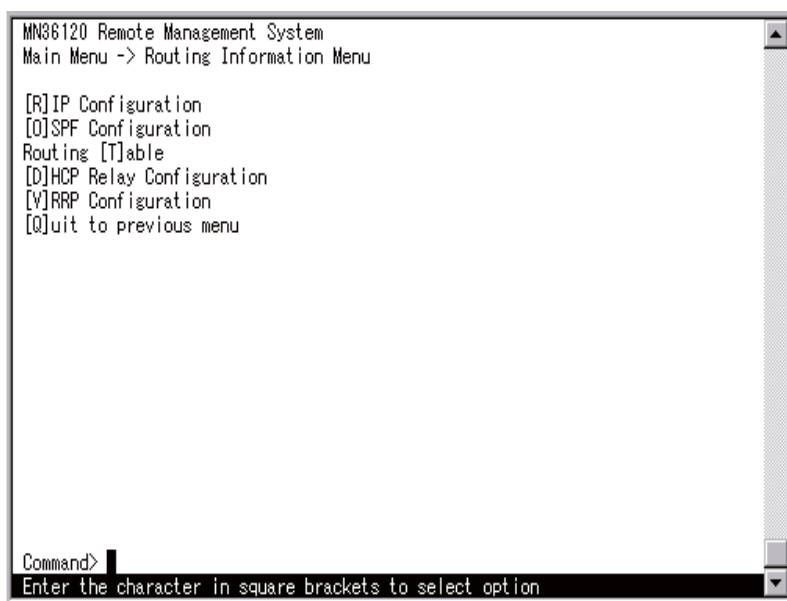 MN36120 Remote Management System
Main Menu -> Routing Information Menu
[R]IP Configuration
[O]SPF Configuration
Routing [T]able
[D]HCP Relay Configuration
[V]RRP Configuration
[Q]uit to previous menu
Command>
Enter the character in square brackets to select option